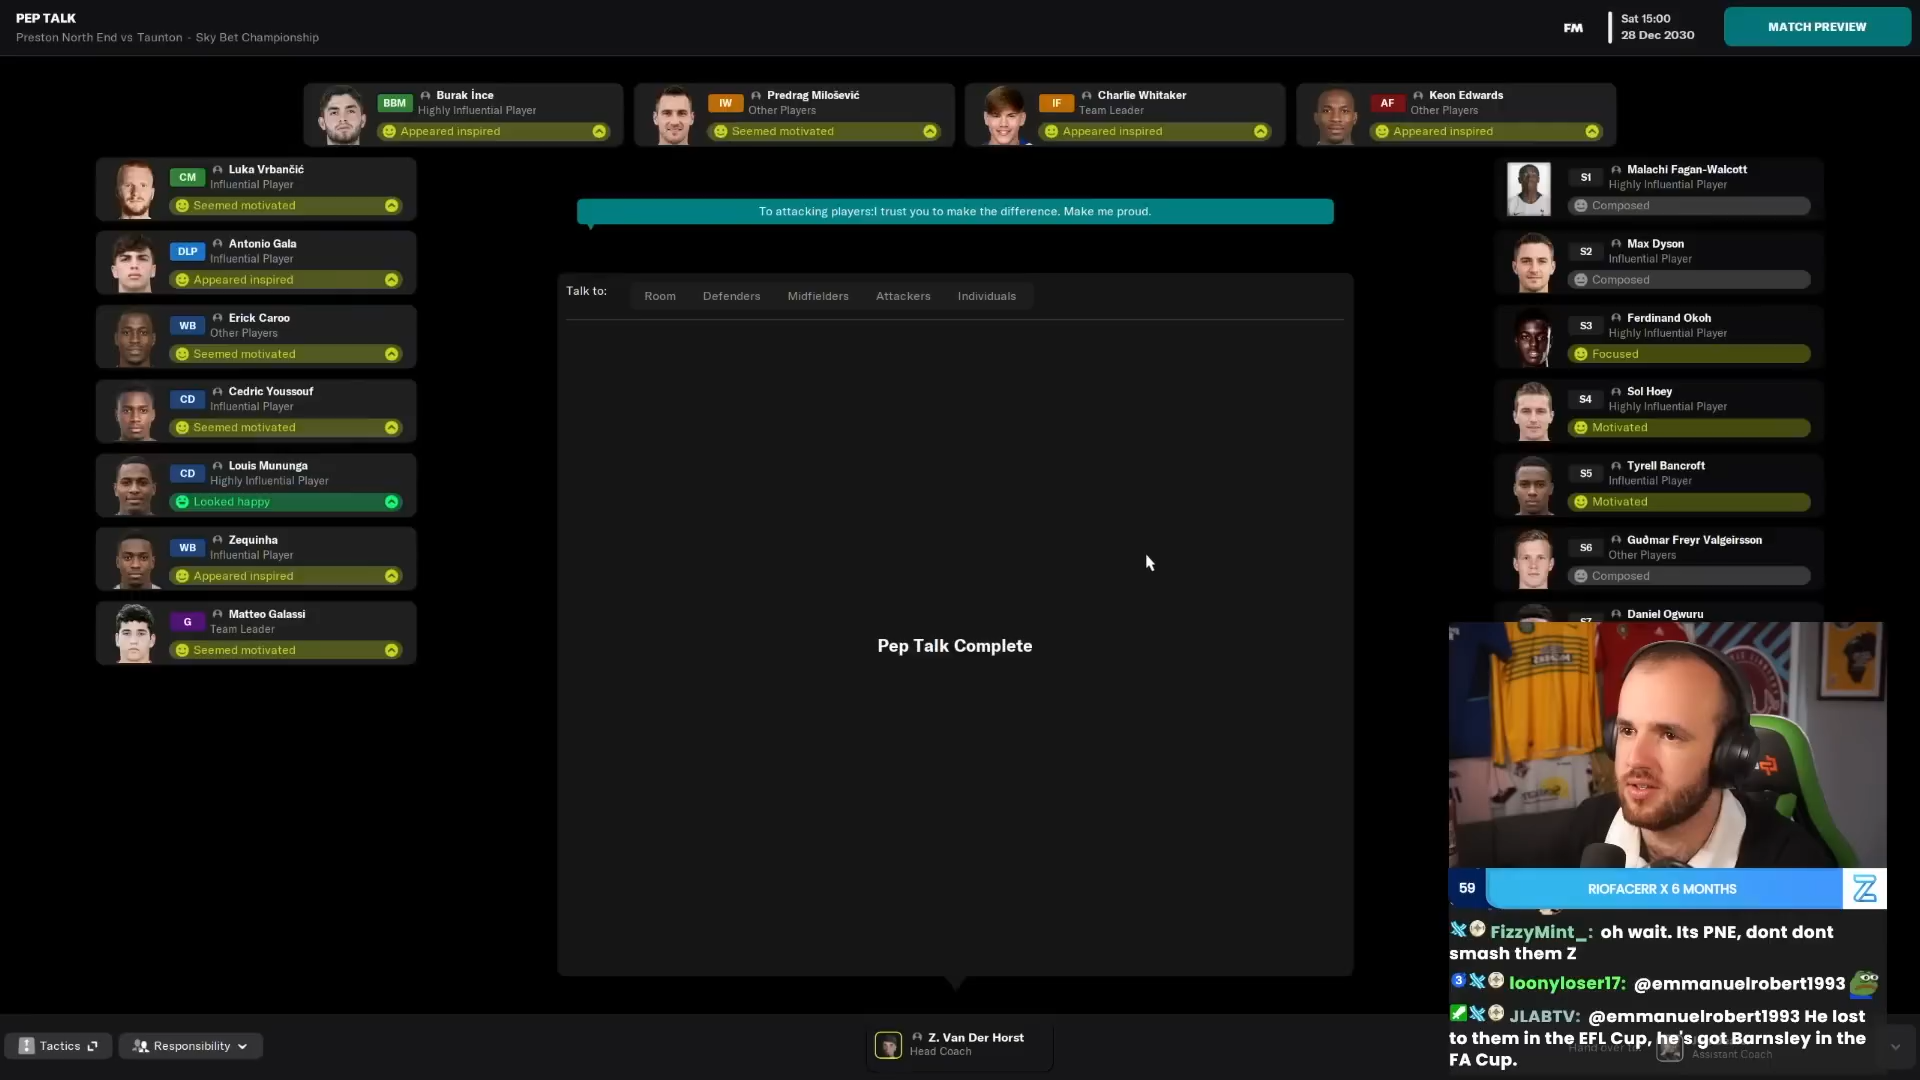 PEP TALK
Preston North End vs Taunton - Sky Bet Championship
FM
Sat 15:00
28 Dec 2030
MATCH PREVIEW
BBM
Burak İnce
Highly Influential Player
Appeared inspired
IW
Predrag Milošević
Other Players
Seemed motivated
IF
Charlie Whitaker
Team Leader
Appeared inspired
AF
Keon Edwards
Other Players
Appeared inspired
CM
Luka Vrbančić
Influential Player
Seemed motivated
DLP
Antonio Gala
Influential Player
Appeared inspired
WB
Erick Caroo
Other Players
Seemed motivated
CD
Cedric Youssouf
Influential Player
Seemed motivated
CD
Louis Mununga
Highly Influential Player
Looked happy
WB
Zequinha
Influential Player
Appeared inspired
G
Matteo Galassi
Team Leader
Seemed motivated
To attacking players:I trust you to make the difference. Make me proud.
Talk to:
Room
Defenders
Midfielders
Attackers
Individuals
Pep Talk Complete
S1
Malachi Fagan-Walcott
Highly Influential Player
Composed
S2
Max Dyson
Influential Player
Composed
S3
Ferdinand Okoh
Highly Influential Player
Focused
S4
Sol Hoey
Highly Influential Player
Motivated
S5
Tyrell Bancroft
Influential Player
Motivated
S6
Guðmar Freyr Valgeirsson
Other Players
Composed
S7
Daniel Ogwuru
59
RIOFACERR X 6 MONTHS
FizzyMint_: oh wait. Its PNE, dont dont
smash them Z
3 loonyloser17: @emmanuelrobert1993
JLABTV: @emmanuelrobert1993 He lost
to them in the EFL Cup, he's got Barnsley in the
FA Cup.
Tactics
Responsibility
Z. Van Der Horst
Head Coach
Hand over to
Assistant Coach